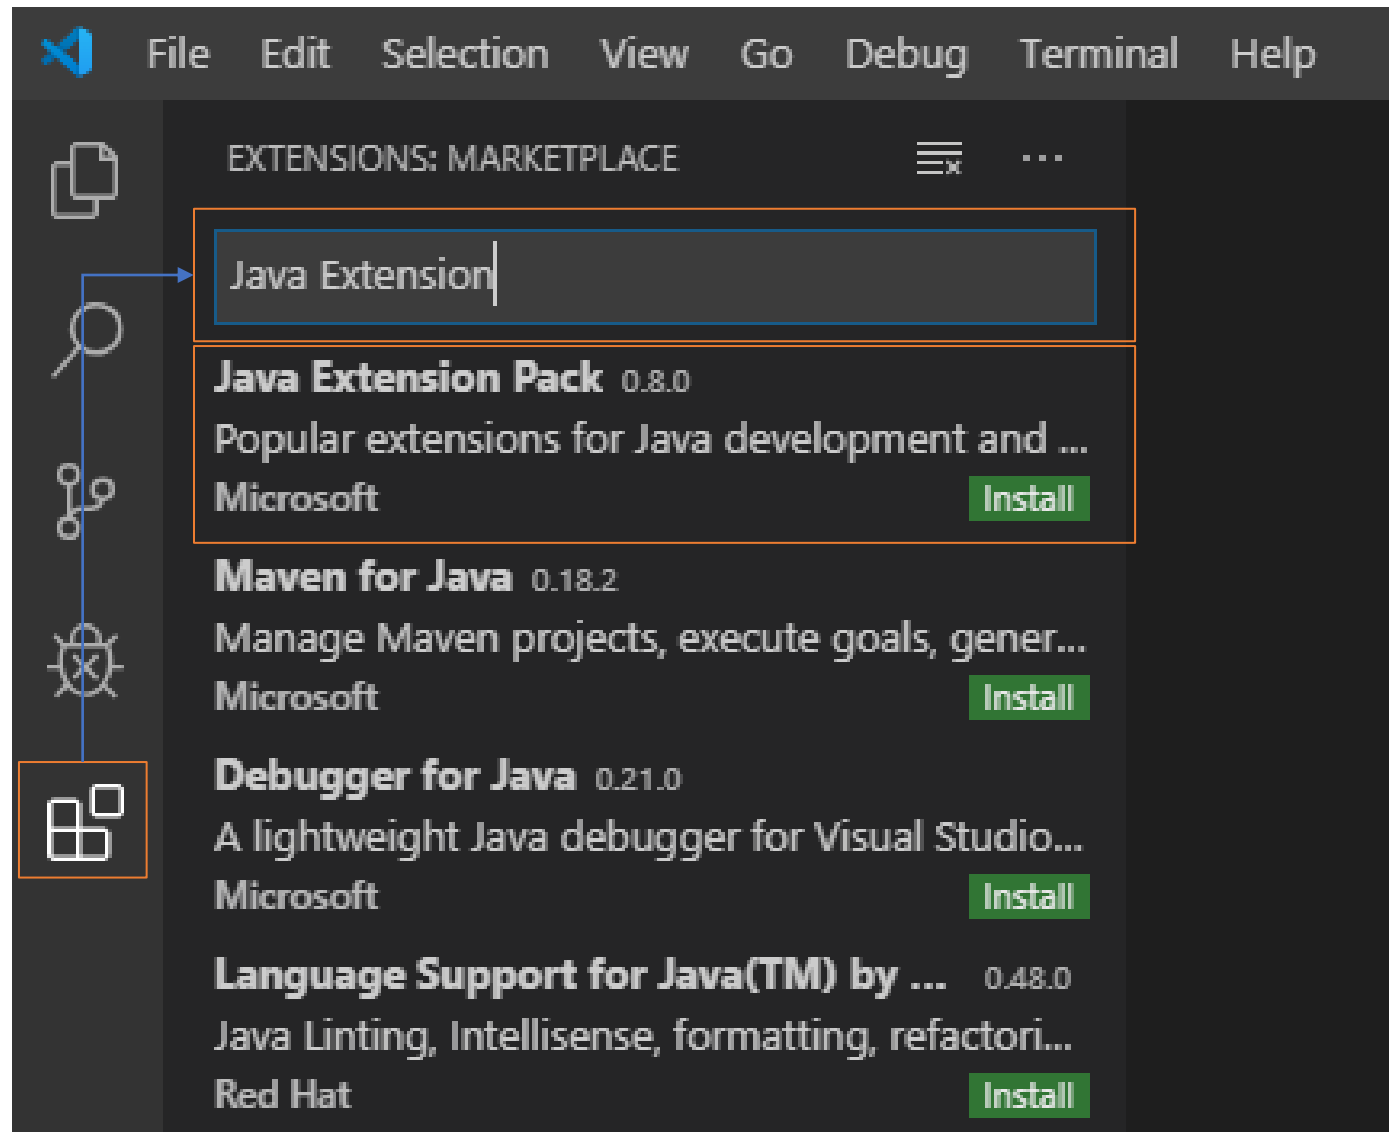 File Edit Selection View Go Debug Terminal Help
EXTENSIONS: MARKETPLACE
Java Extension
Java Extension Pack 0.8.0
Popular extensions for Java development and ...
Microsoft Install
Maven for Java 0.18.2
Manage Maven projects, execute goals, gener...
Microsoft Install
Debugger for Java 0.21.0
A lightweight Java debugger for Visual Studio...
Microsoft Install
Language Support for Java(TM) by ... 0.48.0
Java Linting, Intellisense, formatting, refactori...
Red Hat Install